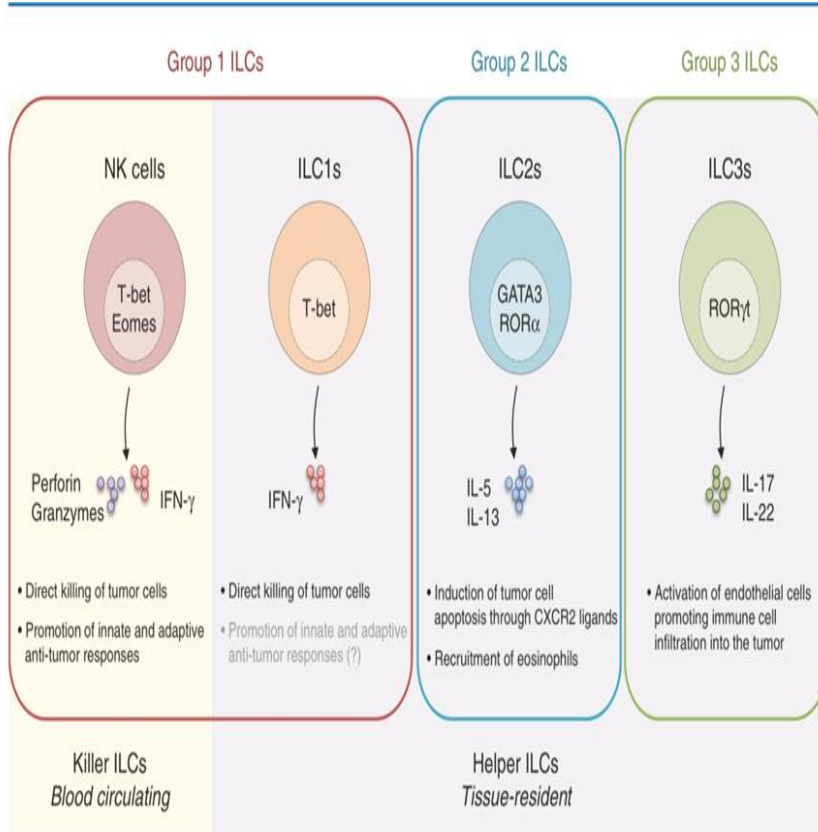 Group 1 ILCs
Group 2 ILCs
Group 3 ILCs
NK cells
T-bet
Eomes
Perforin
Granzymes
IFN-γ
• Direct killing of tumor cells
• Promotion of innate and adaptive
anti-tumor responses
ILC1s
T-bet
IFN-γ
• Direct killing of tumor cells
• Promotion of innate and adaptive
anti-tumor responses (?)
ILC2s
GATA3
RORα
IL-5
IL-13
• Induction of tumor cell
apoptosis through CXCR2 ligands
• Recruitment of eosinophils
ILC3s
RORγt
IL-17
IL-22
• Activation of endothelial cells
promoting immune cell
infiltration into the tumor
Killer ILCs
Blood circulating
Helper ILCs
Tissue-resident